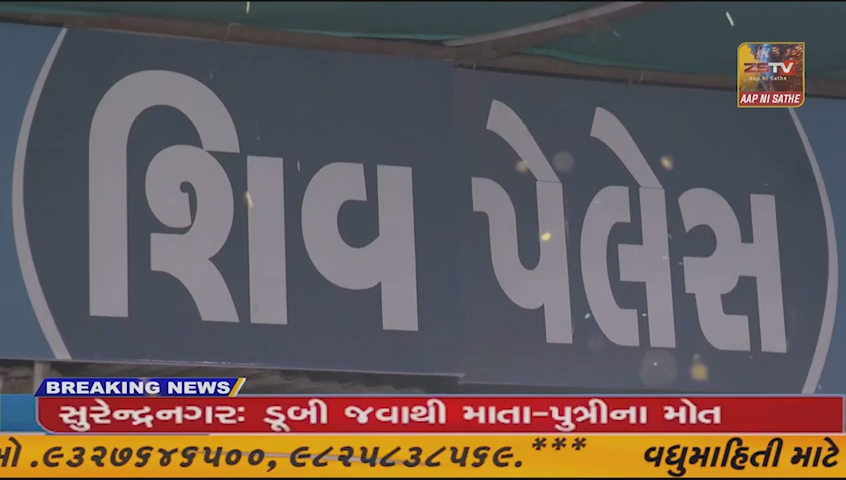 ZSTV
Aap Ni Sathe
AAP NI SATHE
શિવ પેલેસ
BREAKING NEWS
સુરેન્દ્રનગરઃ ડૂબી જવાથી માતા-પુત્રીના મોત
ઓ .૯૩૨૭૬૪૬૫૦૦, ૯૮૨૫૮૩૮૫૬૯.*** વધુમાહિતી માટે